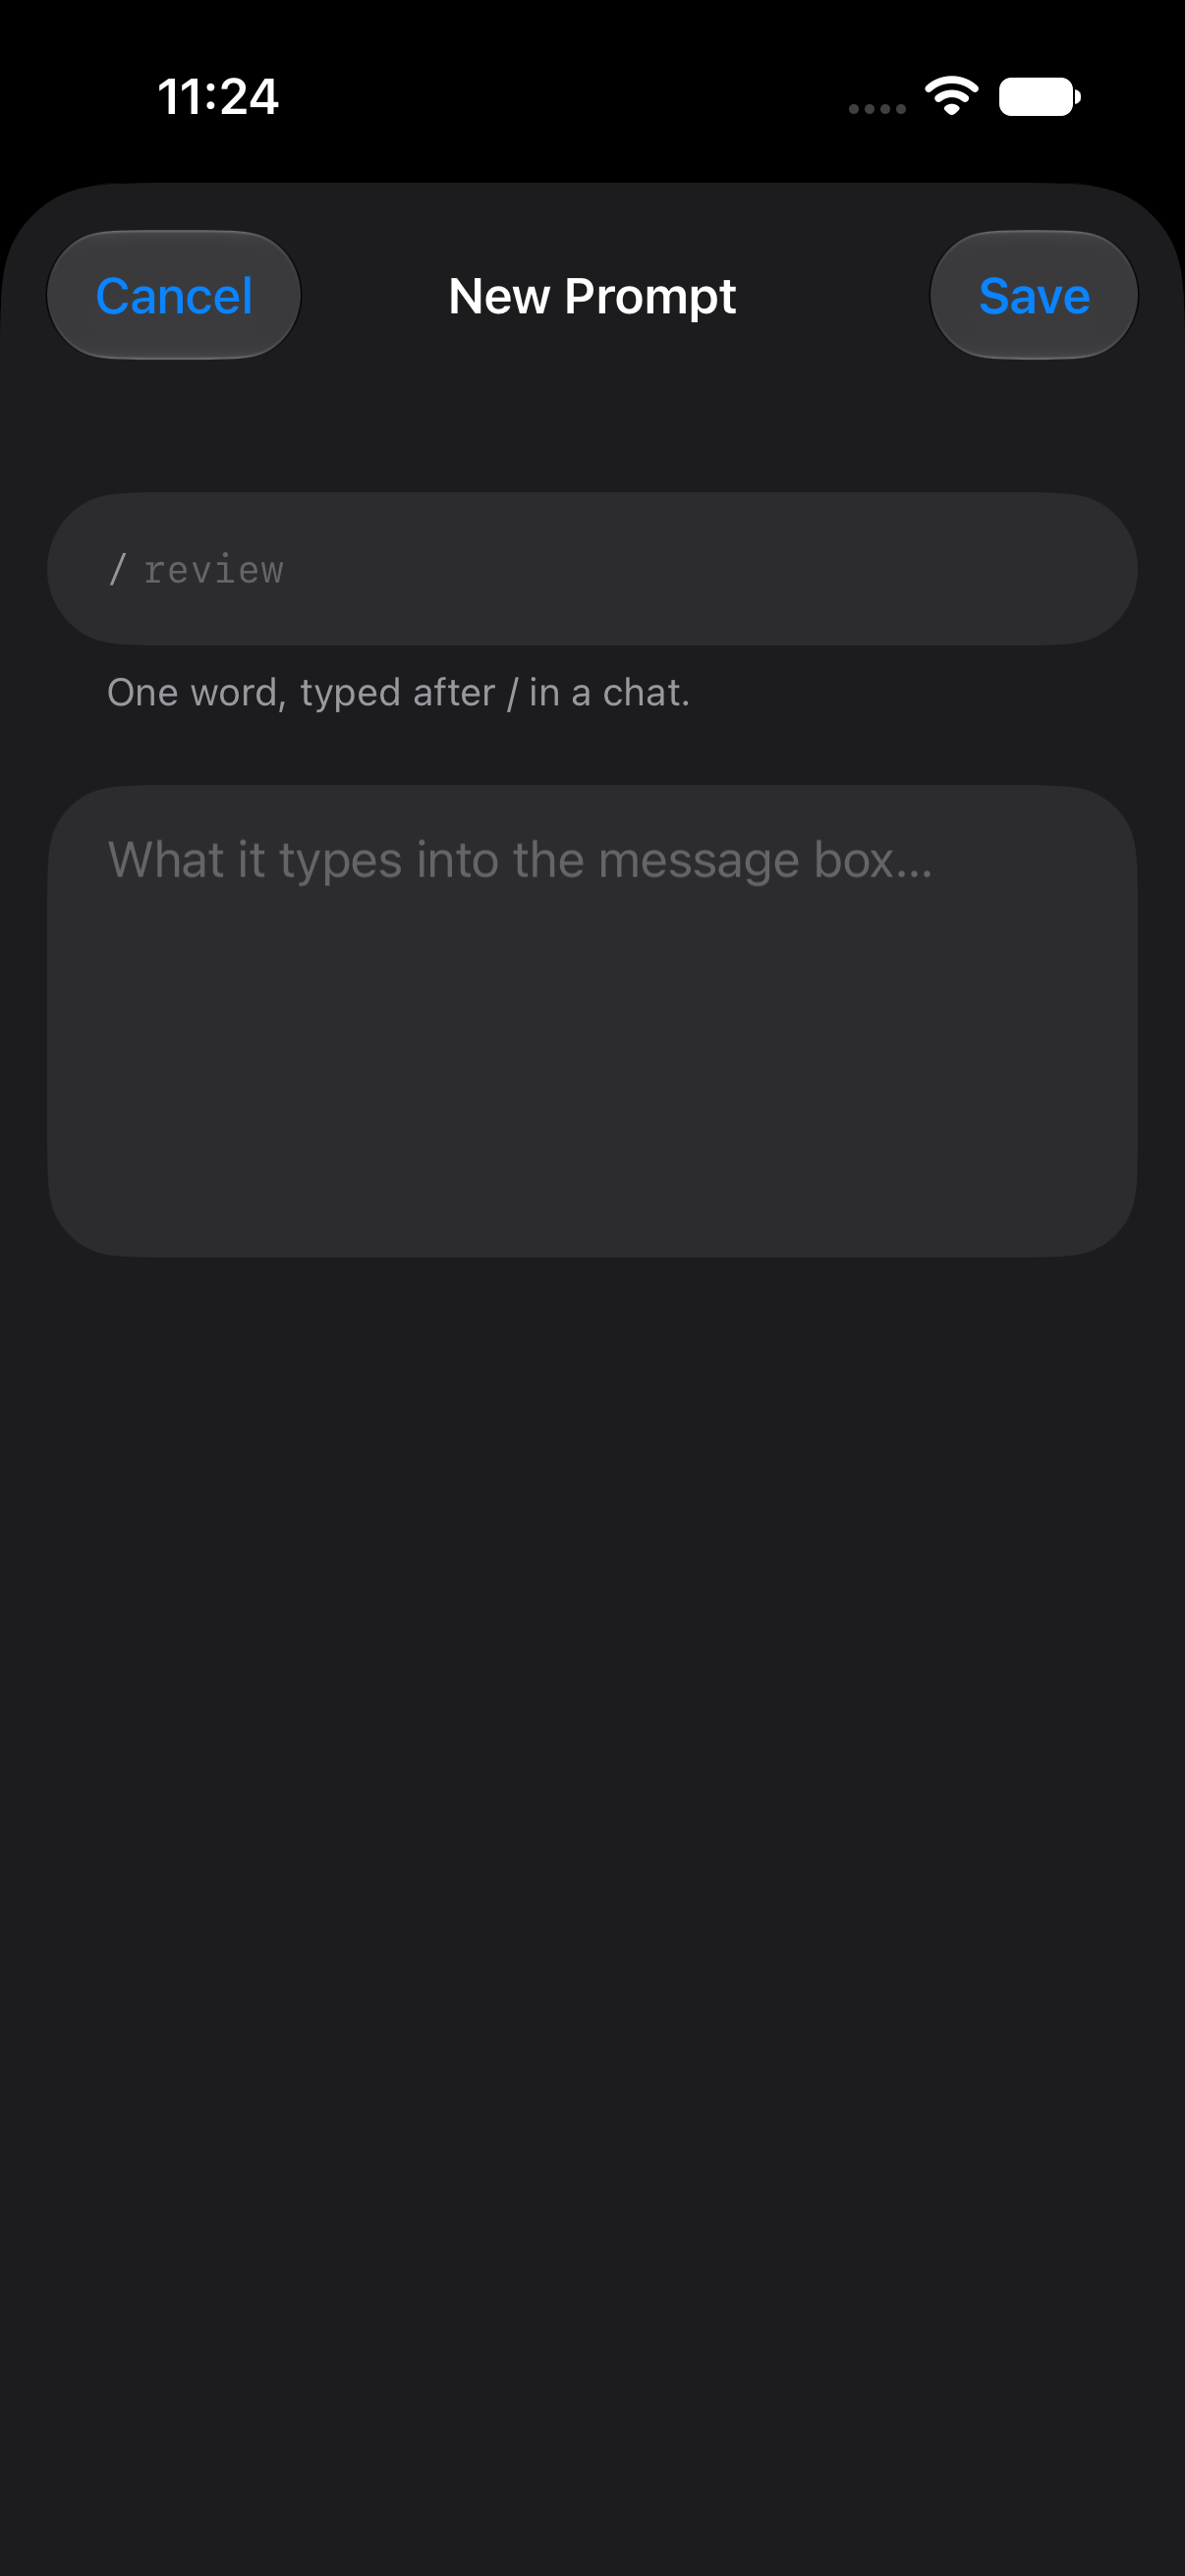 11:24
Cancel New Prompt Save
/ review
One word, typed after / in a chat.
What it types into the message box...